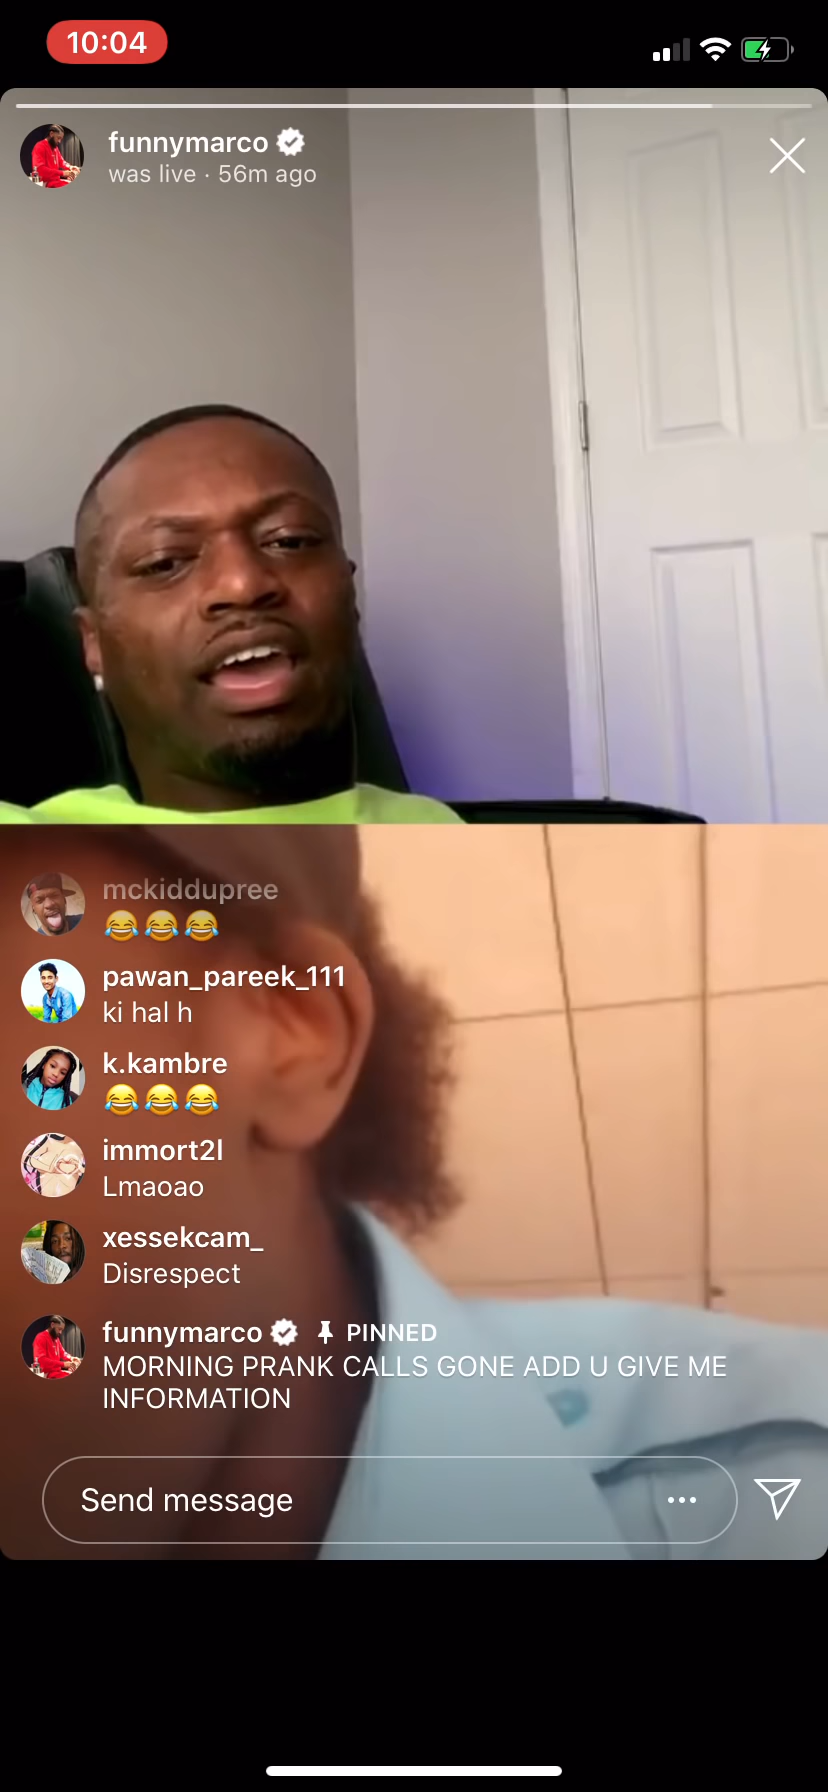 10:04
funnymarco
was live · 56m ago
mckiddupree
😂😂😂
pawan_pareek_111
ki hal h
k.kambre
😂😂😂
immort2l
Lmaoao
xessekcam_
Disrespect
funnymarco PINNED
MORNING PRANK CALLS GONE ADD U GIVE ME
INFORMATION
Send message